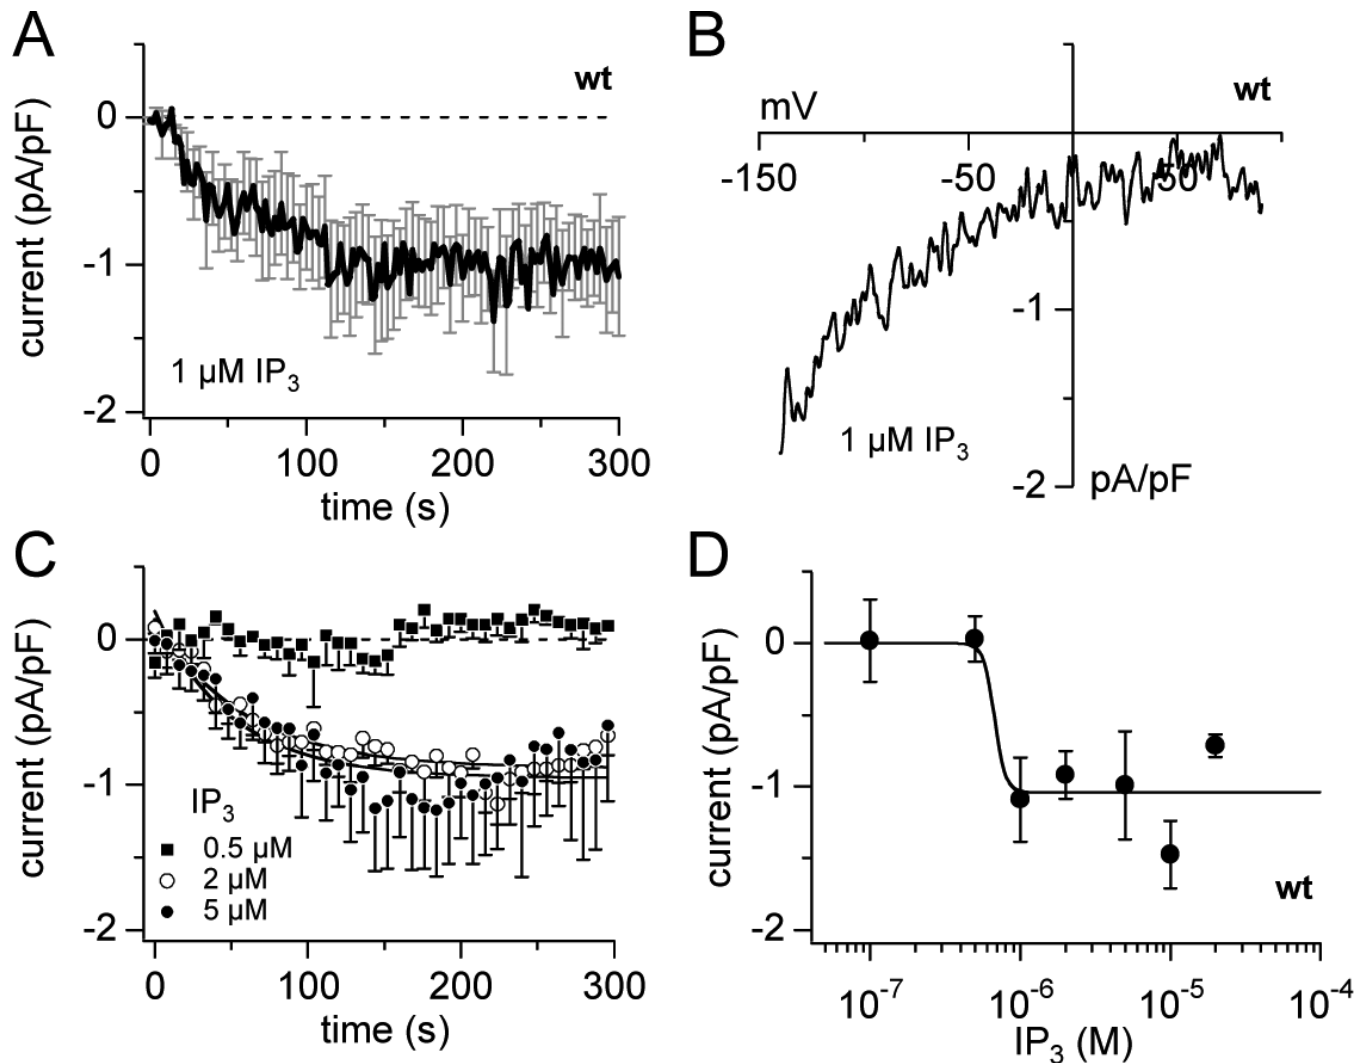 A
wt
0
-1
-2
current (pA/pF)
1 µM IP3
0
100
200
300
time (s)
B
mV
wt
-150
-50
50
-1
-2
pA/pF
1 µM IP3
C
0
-1
-2
current (pA/pF)
IP3
0.5 µM
2 µM
5 µM
0
100
200
300
time (s)
D
0
-1
-2
current (pA/pF)
wt
10-7
10-6
10-5
10-4
IP3 (M)